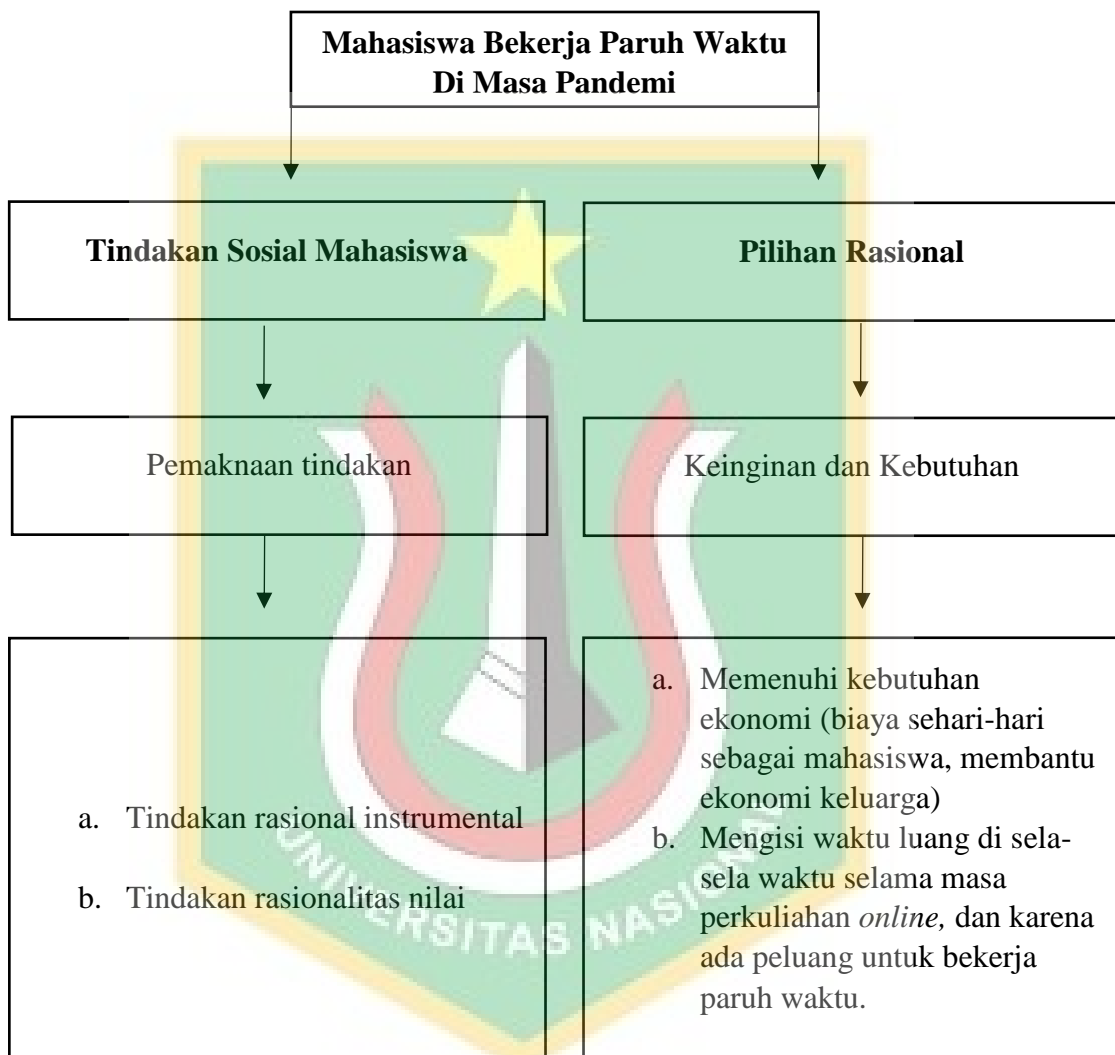 Mahasiswa Bekerja Paruh Waktu
Di Masa Pandemi
Tindakan Sosial Mahasiswa
Pilihan Rasional
Pemaknaan tindakan
Keinginan dan Kebutuhan
a. Tindakan rasional instrumental
b. Tindakan rasionalitas nilai
a. Memenuhi kebutuhan
ekonomi (biaya sehari-hari
sebagai mahasiswa, membantu
ekonomi keluarga)
b. Mengisi waktu luang di sela-
sela waktu selama masa
perkuliahan online, dan karena
ada peluang untuk bekerja
paruh waktu.
UNIVERSITAS NASIONAL